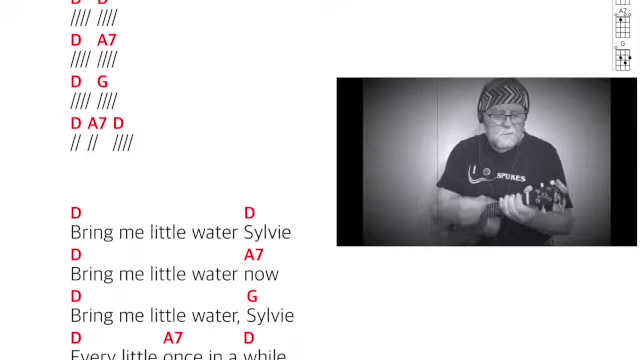 D D
//// ////
D A7
//// ////
D G
//// ////
D A7 D
// // ////
D D
Bring me little water Sylvie
D A7
Bring me little water now
D G
Bring me little water, Sylvie
D A7 D
Every little once in a while
A7
G
SPUKES